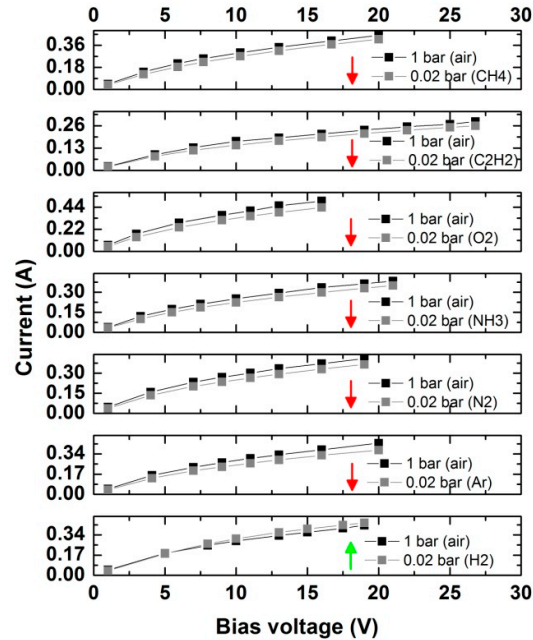 0 5 10 15 20 25 30
0.36
0.18
0.00
1 bar (air)
0.02 bar (CH4)
0.26
0.13
0.00
1 bar (air)
0.02 bar (C2H2)
0.44
0.22
0.00
1 bar (air)
0.02 bar (O2)
Current (A)
0.30
0.15
0.00
1 bar (air)
0.02 bar (NH3)
0.30
0.15
0.00
1 bar (air)
0.02 bar (N2)
0.34
0.17
0.00
1 bar (air)
0.02 bar (Ar)
0.34
0.17
0.00
1 bar (air)
0.02 bar (H2)
0 5 10 15 20 25 30
Bias voltage (V)